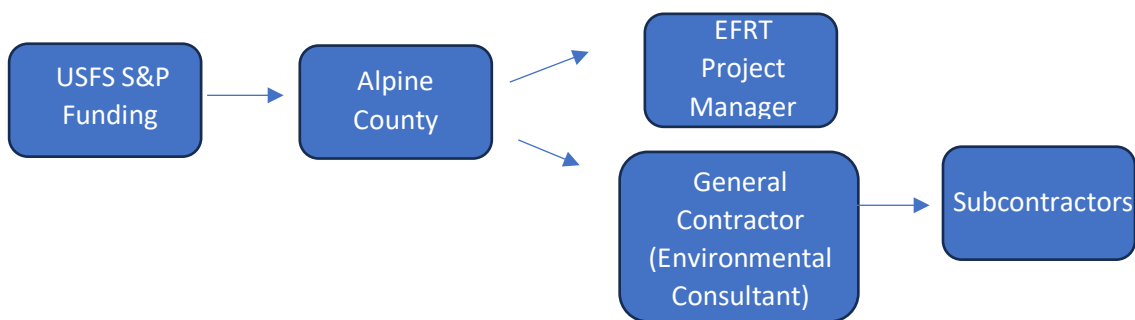 USFS S&P
Funding
Alpine
County
EFRT
Project
Manager
General
Contractor
(Environmental
Consultant)
Subcontractors